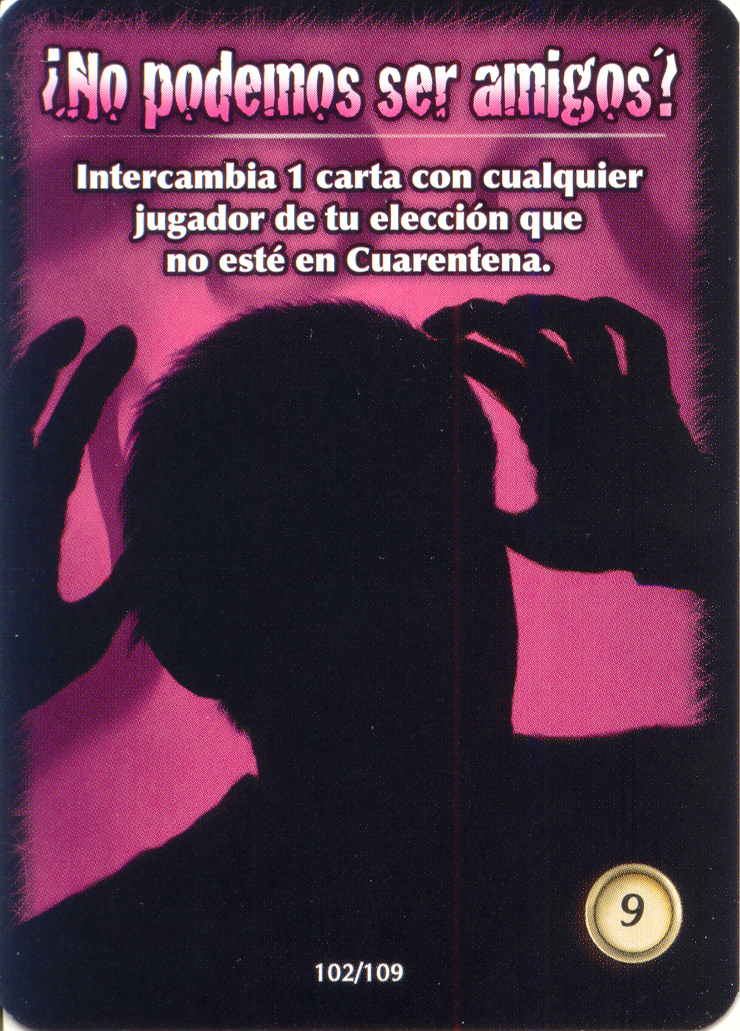 ¿No podemos ser amigos?
Intercambia 1 carta con cualquier
jugador de tu elección que
no esté en Cuarentena.
9
102/109